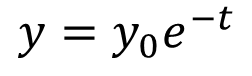 y = y₀e⁻ᵗ